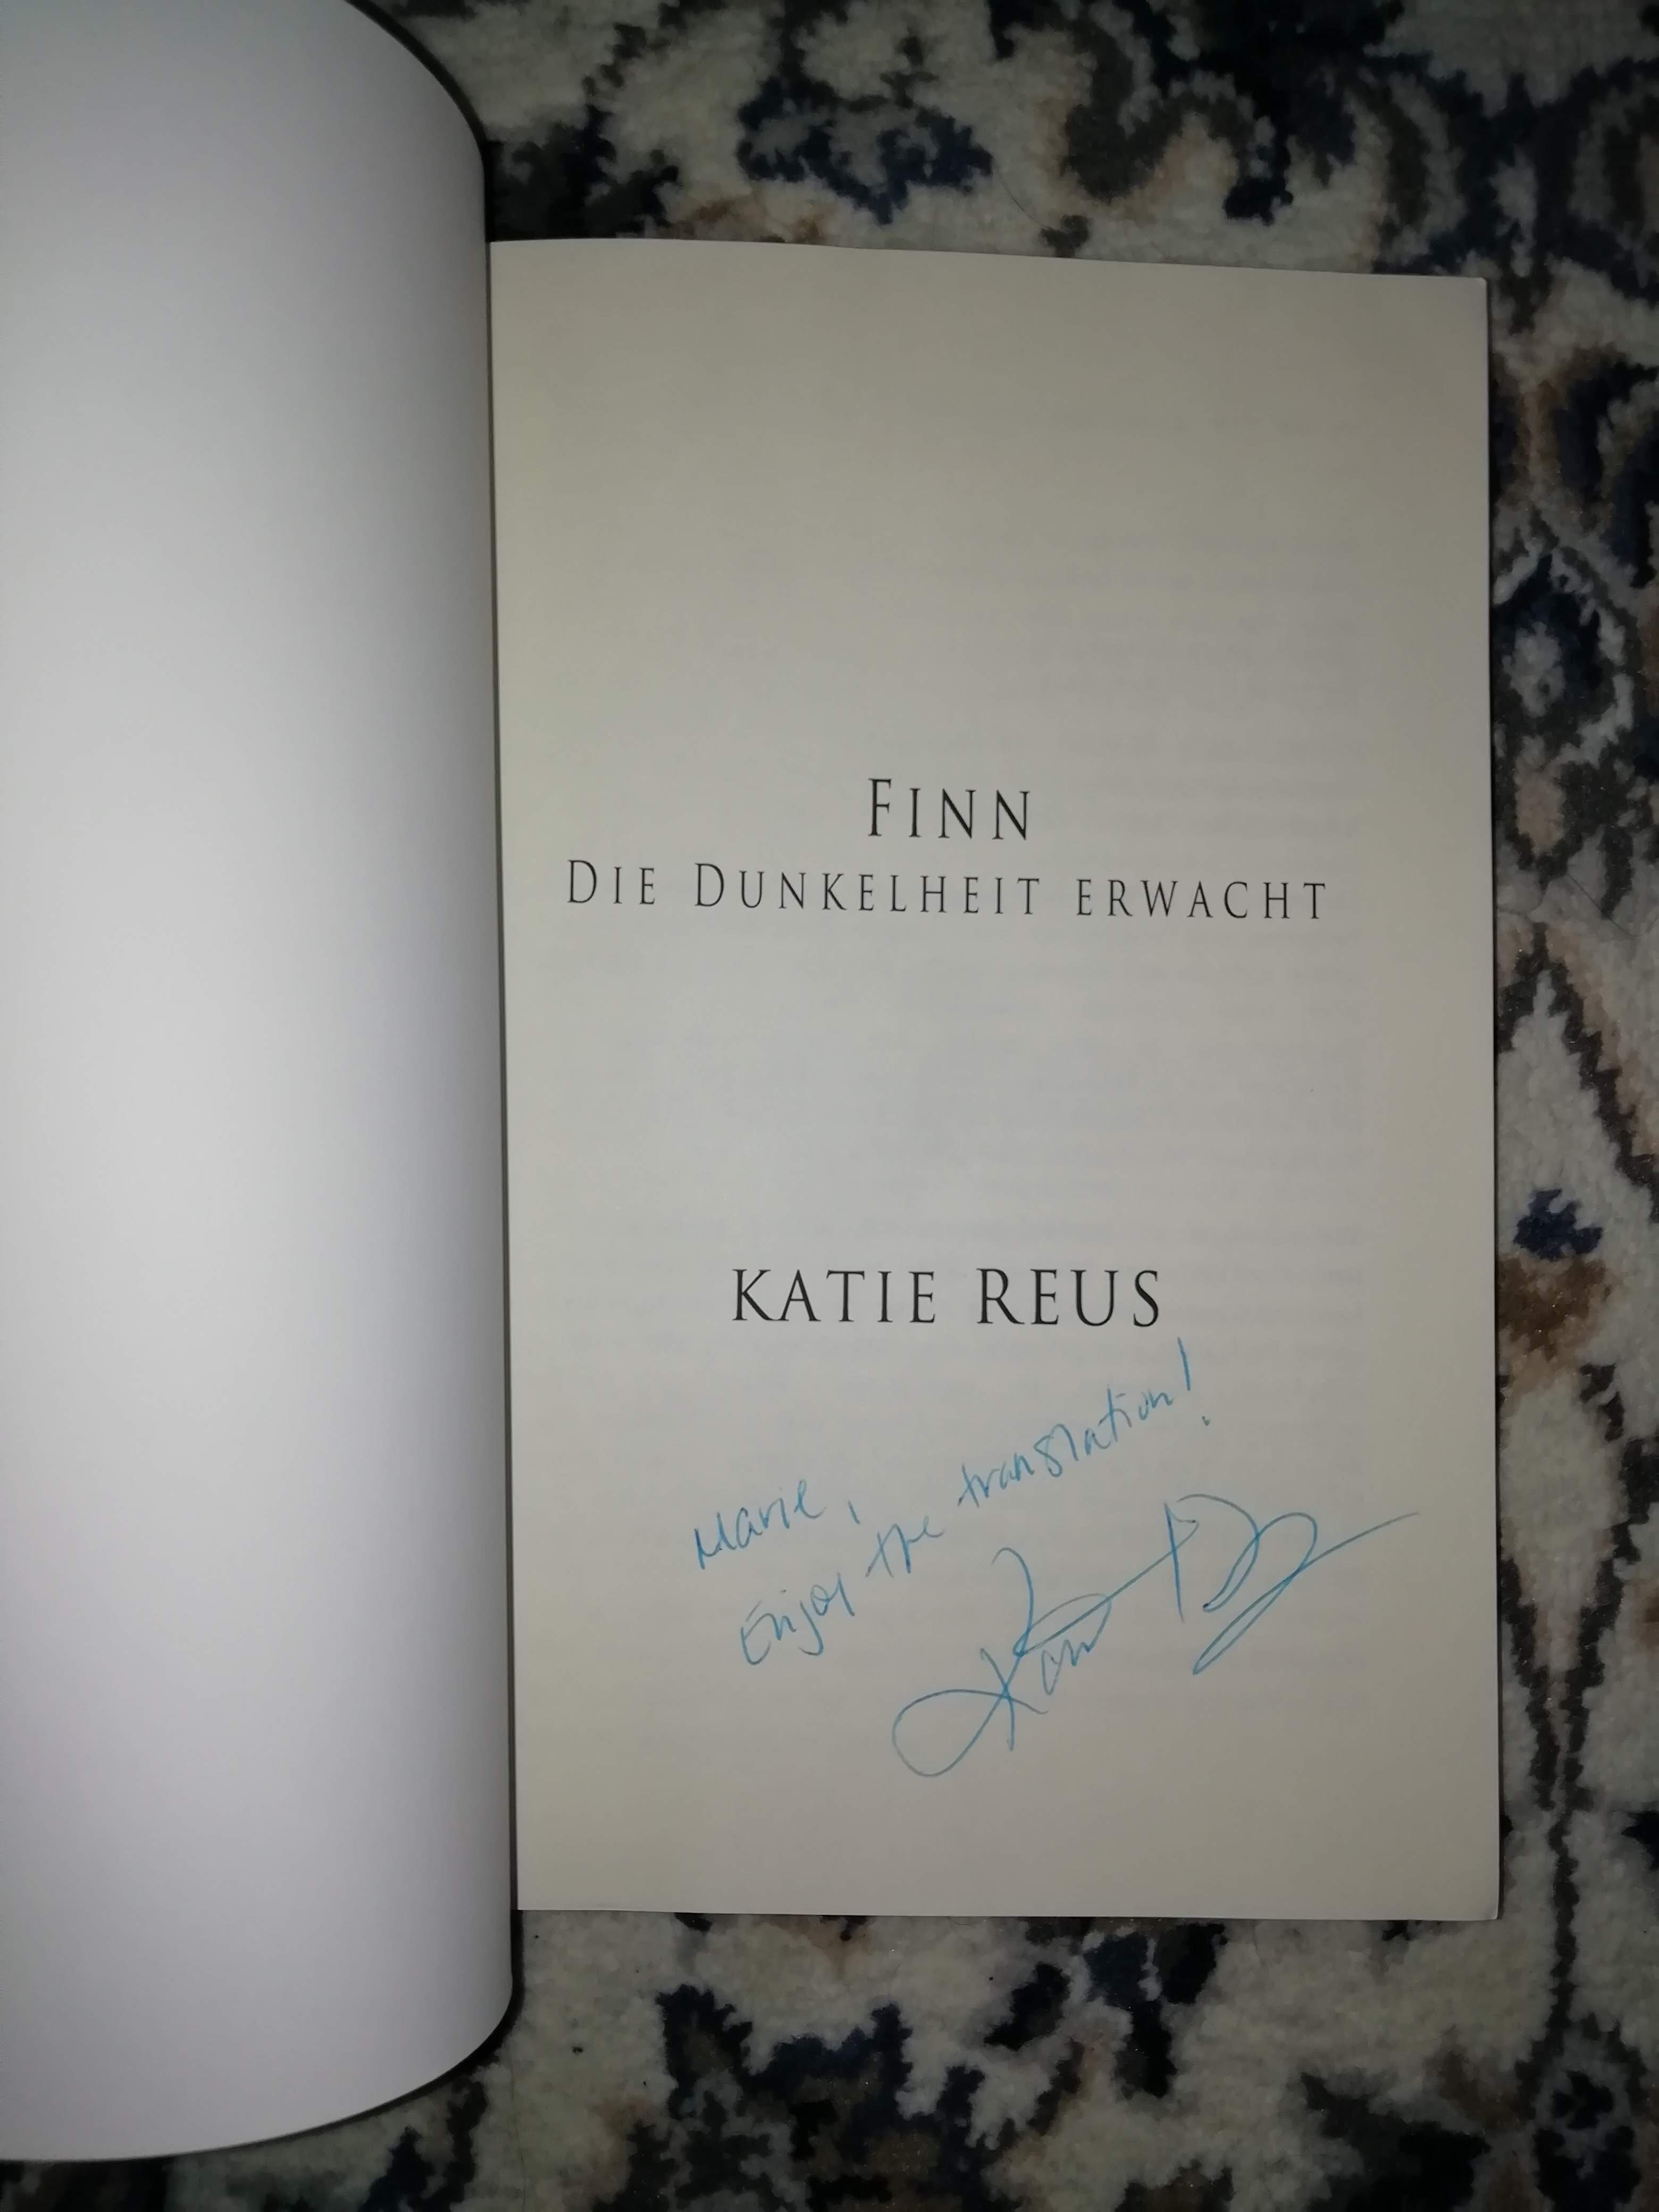 FINN
DIE DUNKELHEIT ERWACHT
KATIE REUS
Marie,
Enjoy the translation!